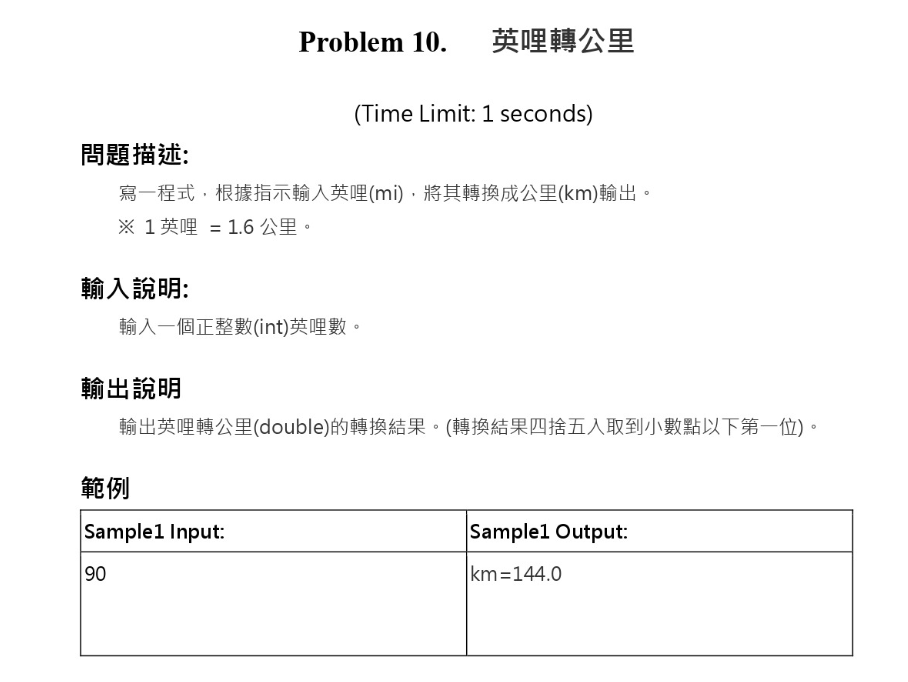 Problem 10. 英哩轉公里
(Time Limit: 1 seconds)
問題描述:
寫一程式，根據指示輸入英哩(mi)，將其轉換成公里(km)輸出。
※ 1 英哩 = 1.6 公里。
輸入說明:
輸入一個正整數(int)英哩數。
輸出說明
輸出英哩轉公里(double)的轉換結果。(轉換結果四捨五入取到小數點以下第一位)。
範例
Sample1 Input: Sample1 Output:
90 km=144.0